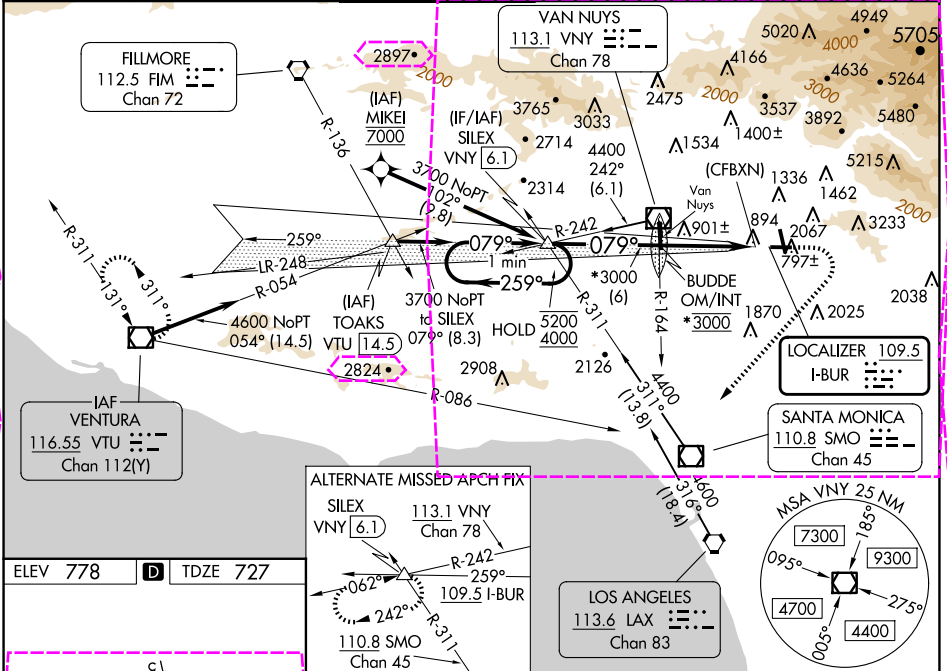 FILLMORE
112.5 FIM
Chan 72
VAN NUYS
113.1 VNY
Chan 78
2897
2000
5020
4949
4000
5705
4166
4636
5264
3000
2475
2000
3537
5480
3765
3033
3892
2714
1400±
1534
5215
(IAF)
MIKEI
7000
(IF/IAF)
SILEX
VNY 6.1
4400
242°
(6.1)
(CFBXN)
2314
1336
1462
R-136
3700 NoPT
102°
(9.8)
R-242
Van
Nuys
901±
894
2067
3233
2000
797±
259°
079°
079°
1 min
259°
*3000
(6)
LR-248
R-054
R-311
131°
311°
(IAF)
TOAKS
VTU 14.5
3700 NoPT
to SILEX
079° (8.3)
HOLD
5200
4000
R-311
R-164
BUDDE
OM/INT
*3000
2038
1870
2025
4600 NoPT
054° (14.5)
2824
2908
2126
LOCALIZER 109.5
I-BUR
R-086
4400
311°
(13.8)
IAF
VENTURA
116.55 VTU
Chan 112(Y)
SANTA MONICA
110.8 SMO
Chan 45
4600
316°
(18.4)
ALTERNATE MISSED APCH FIX
SILEX
VNY 6.1
113.1 VNY
Chan 78
R-242
259°
109.5 I-BUR
062°
242°
R-311
110.8 SMO
Chan 45
LOS ANGELES
113.6 LAX
Chan 83
MSA VNY 25 NM
7300
185°
095°
9300
4700
275°
005°
4400
ELEV 778 D TDZE 727